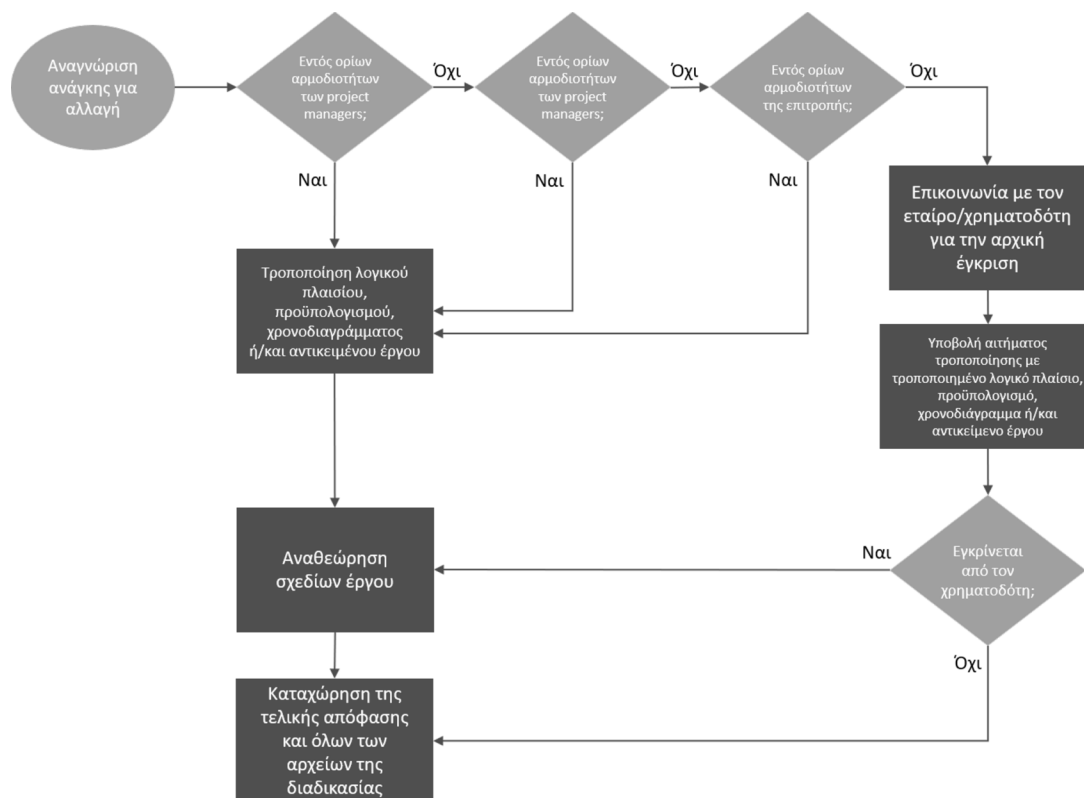 Αναγνώριση
ανάγκης για
αλλαγή
Εντός ορίων
αρμοδιοτήτων
των project
managers;
Όχι
Εντός ορίων
αρμοδιοτήτων
των project
managers;
Όχι
Εντός ορίων
αρμοδιοτήτων
της επιτροπής;
Όχι
Ναι
Ναι
Ναι
Επικοινωνία με τον
εταίρο/χρηματοδότη
για την αρχική
έγκριση
Τροποποίηση λογικού
πλαισίου,
προϋπολογισμού,
χρονοδιαγράμματος
ή/και αντικειμένου έργου
Υποβολή αιτήματος
τροποποίησης με
τροποποιημένο λογικό πλαίσιο,
προϋπολογισμό,
χρονοδιάγραμμα ή/και
αντικείμενο έργου
Εγκρίνεται
από τον
χρηματοδότη;
Ναι
Όχι
Αναθεώρηση
σχεδίων έργου
Καταχώρηση της
τελικής απόφασης
και όλων των
αρχείων της
διαδικασίας